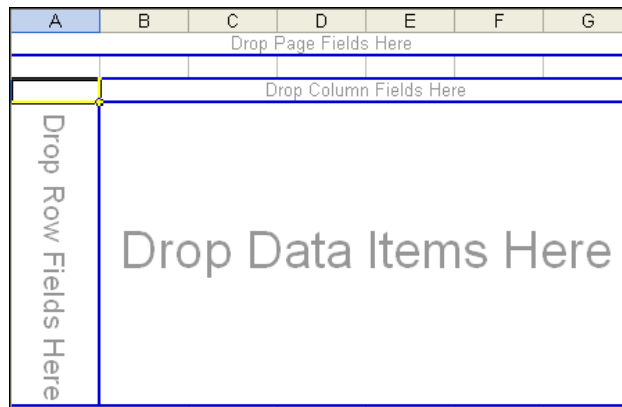 A B C D E F G
Drop Page Fields Here
Drop Column Fields Here
Drop Row Fields Here
Drop Data Items Here